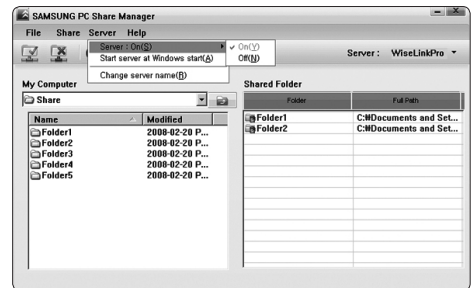 SAMSUNG PC Share Manager
File Share Server Help
Server : On(S)
On(Y)
Start server at Windows start(A)
Off(N)
Change server name(R)
Server : WiseLinkPro
My Computer
Share
Name Modified
Folder1 2008-02-20 P...
Folder2 2008-02-20 P...
Folder3 2008-02-20 P...
Folder4 2008-02-20 P...
Folder5 2008-02-20 P...
Shared Folder
Folder Full Path
Folder1 C:₩Documents and Set...
Folder2 C:₩Documents and Set...